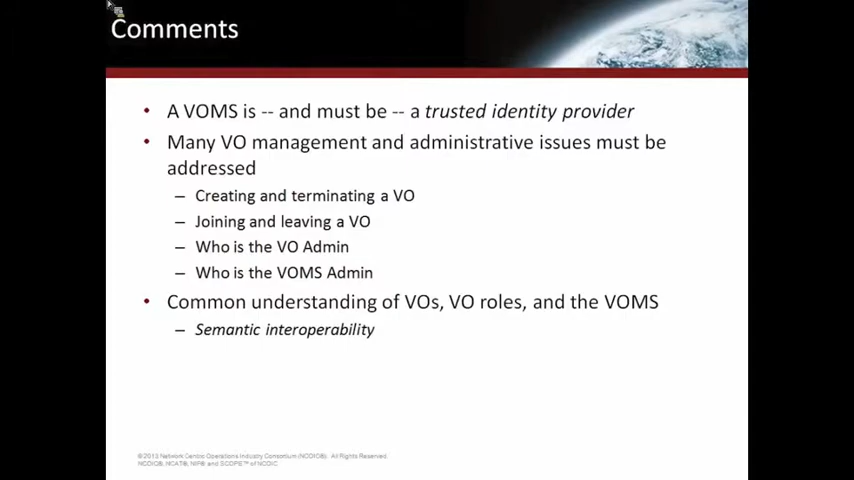 Comments
• A VOMS is -- and must be -- a trusted identity provider
• Many VO management and administrative issues must be
addressed
– Creating and terminating a VO
– Joining and leaving a VO
– Who is the VO Admin
– Who is the VOMS Admin
• Common understanding of VOs, VO roles, and the VOMS
– Semantic interoperability
©2013 Network Centric Operations Industry Consortium (NCOIC®). All Rights Reserved.
NCOIC®, NCAT®, NIF® and SCOPE™ of NCOIC